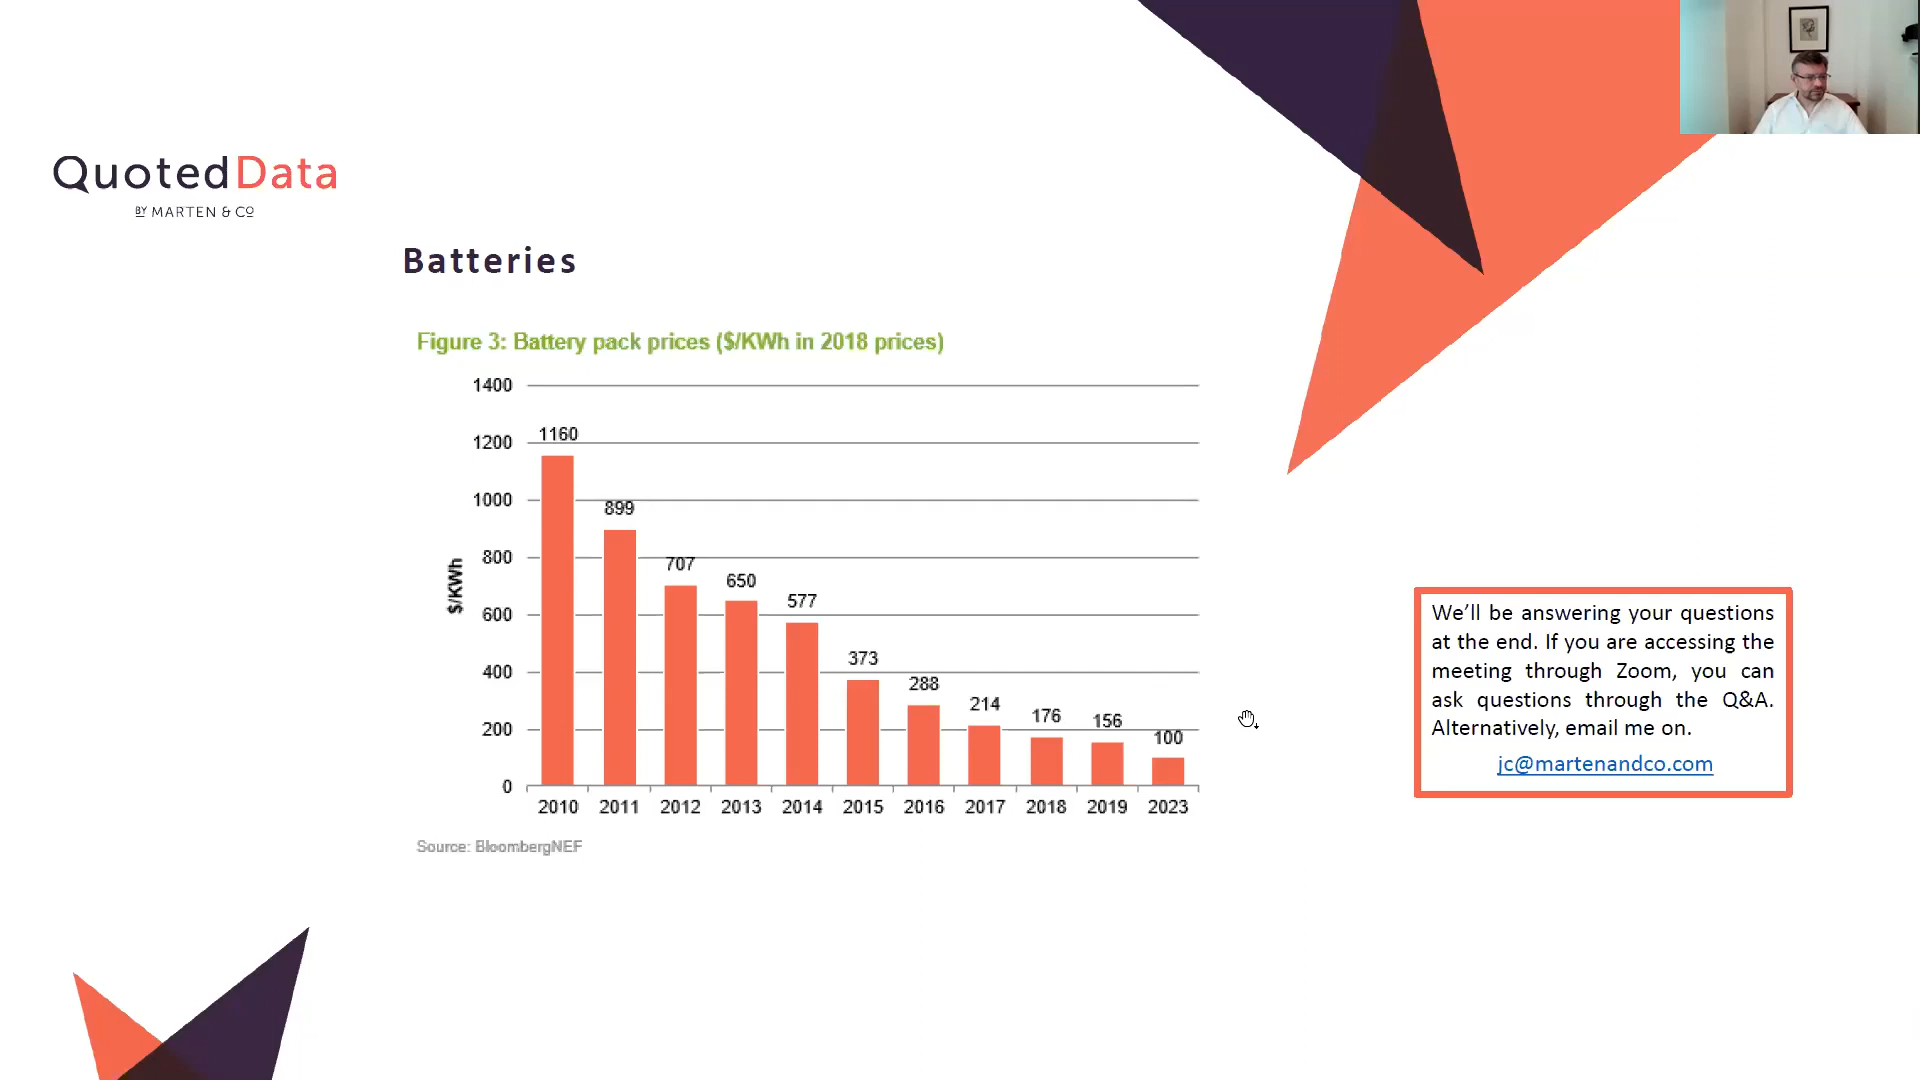 QuotedData
BY MARTEN & CO
Batteries
Figure 3: Battery pack prices ($/KWh in 2018 prices)
1400
1200
1000
800
600
400
200
0
$/KWh
1160
899
707
650
577
373
288
214
176
156
100
2010 2011 2012 2013 2014 2015 2016 2017 2018 2019 2023
Source: BloombergNEF
We’ll be answering your questions
at the end. If you are accessing the
meeting through Zoom, you can
ask questions through the Q&A.
Alternatively, email me on.
jc@martenandco.com